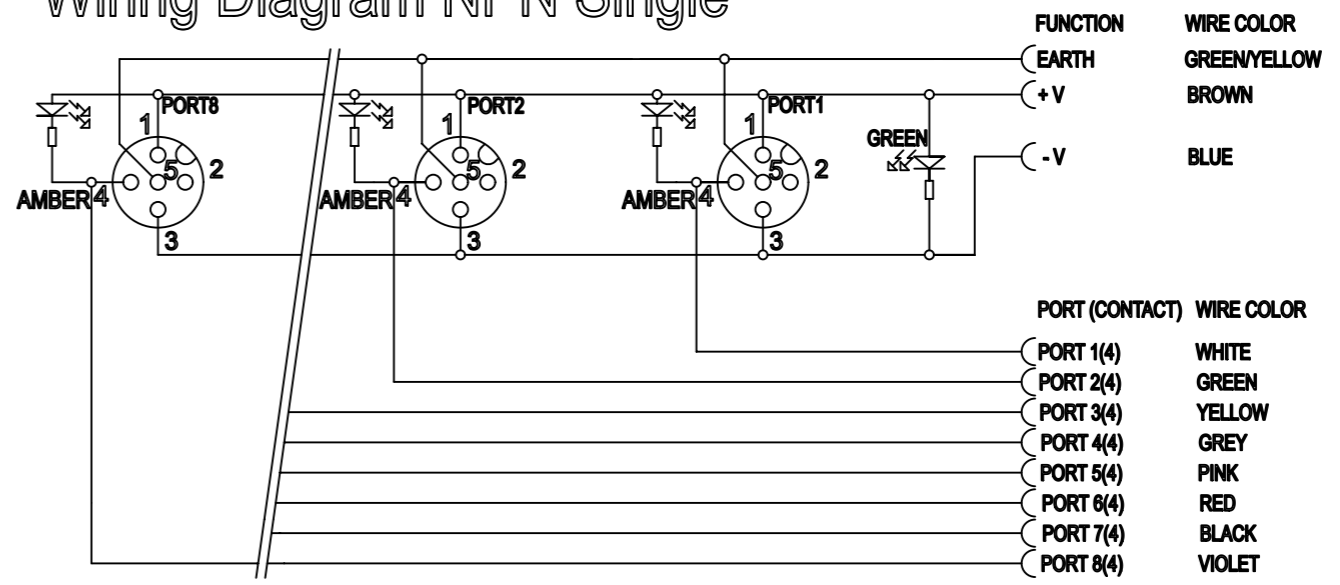 Wiring Diagram NPN Single
FUNCTION WIRE COLOR
EARTH GREEN/YELLOW
+ V BROWN
- V BLUE
PORT8 PORT2 PORT1
1 1 1
GREEN
5 2 5 2 5 2
AMBER 4 AMBER 4 AMBER 4
3 3 3
PORT (CONTACT) WIRE COLOR
PORT 1(4) WHITE
PORT 2(4) GREEN
PORT 3(4) YELLOW
PORT 4(4) GREY
PORT 5(4) PINK
PORT 6(4) RED
PORT 7(4) BLACK
PORT 8(4) VIOLET